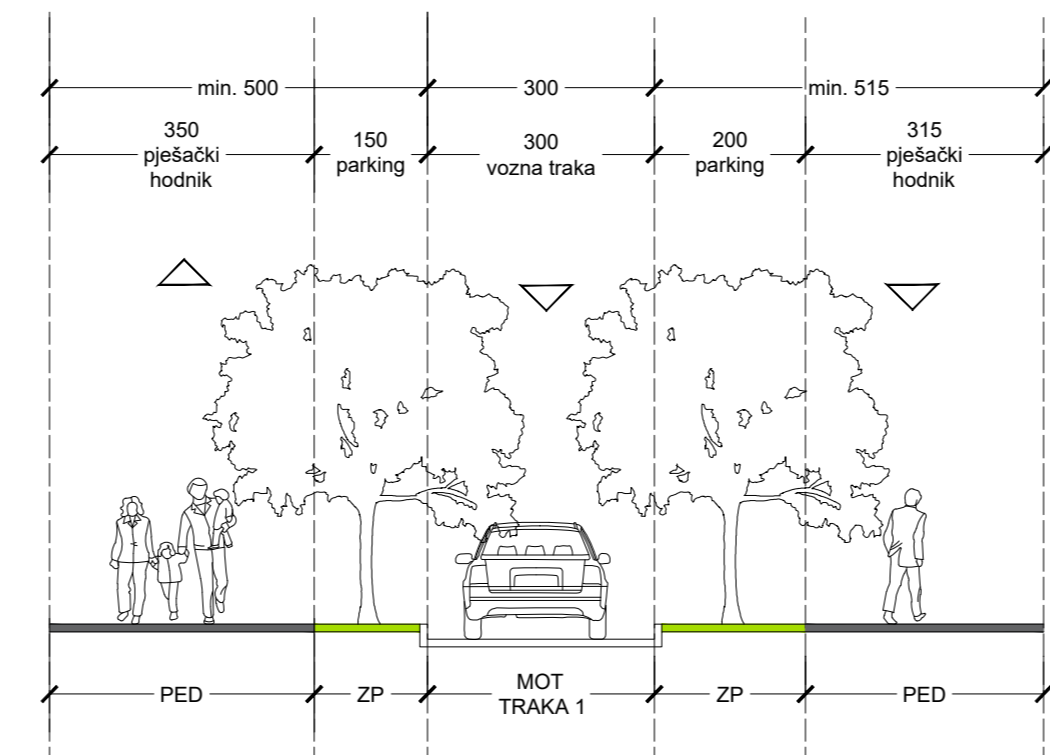 min. 500
300
min. 515
350
pješački
hodnik
150
parking
300
vozna traka
200
parking
315
pješački
hodnik
PED
ZP
MOT
TRAKA 1
ZP
PED